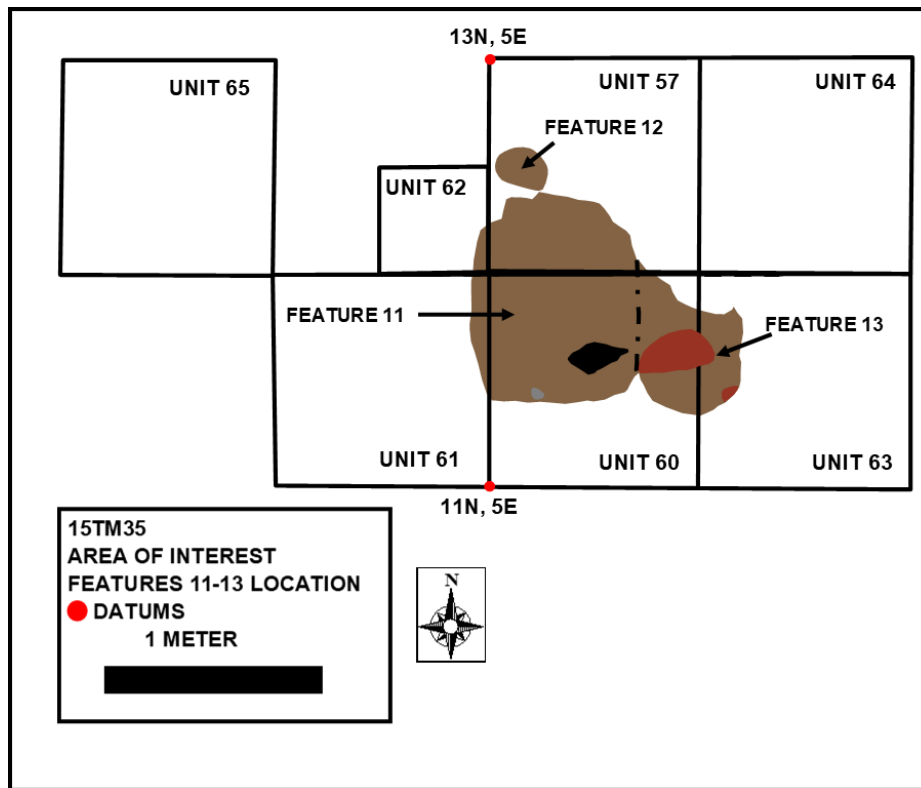 13N, 5E
UNIT 65
UNIT 57
UNIT 64
FEATURE 12
UNIT 62
FEATURE 11
FEATURE 13
UNIT 61
UNIT 60
UNIT 63
11N, 5E
15TM35
AREA OF INTEREST
FEATURES 11-13 LOCATION
DATUMS
1 METER
N